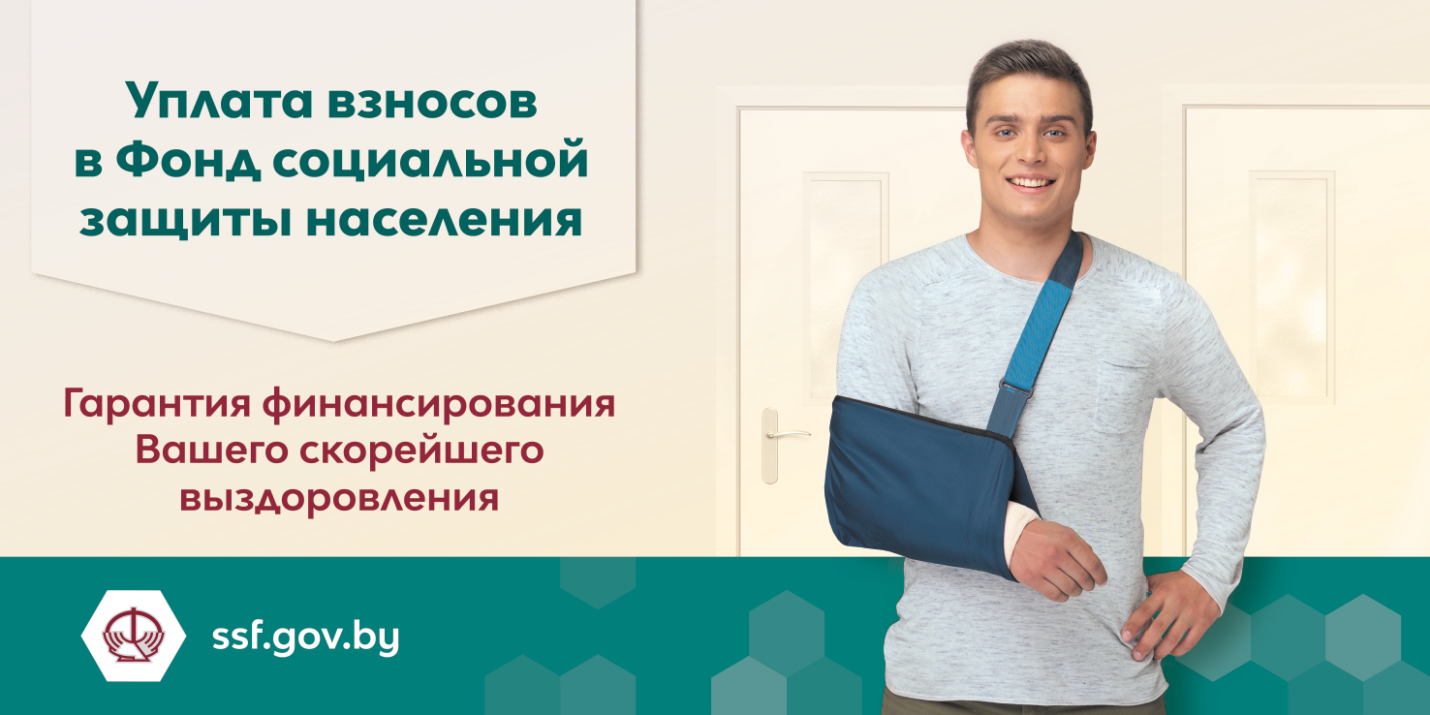 Уплата взносов
в Фонд социальной
защиты населения
Гарантия финансирования
Вашего скорейшего
выздоровления
ssf.gov.by